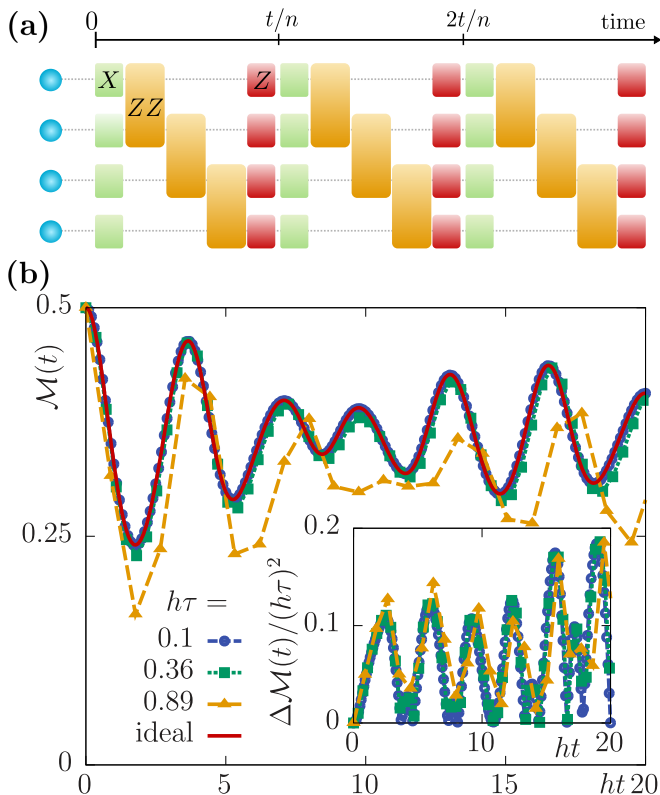 (a)
0 t/n 2t/n time
X Z
ZZ
(b)
0.5
0.25
0
M(t)
hτ =
0.1
0.36
0.89
ideal
0.2
0.1
0
ΔM(t)/(hτ)²
0 10 ht 20
0 5 10 15 ht 20